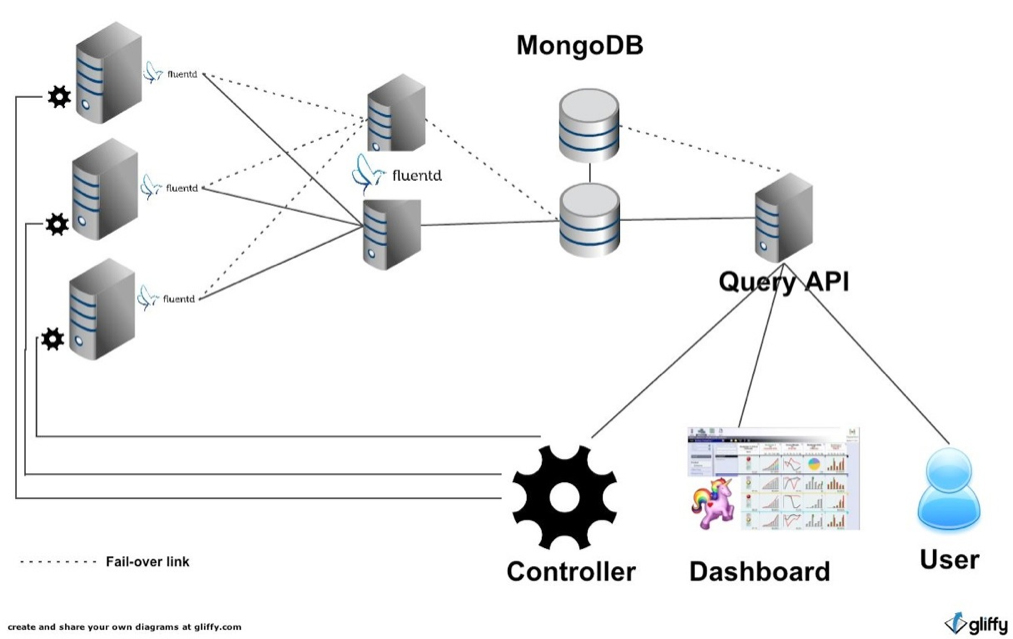 MongoDB
fluentd
fluentd
fluentd
fluentd
Query API
Controller
Dashboard
User
Fail-over link
create and share your own diagrams at gliffy.com
gliffy